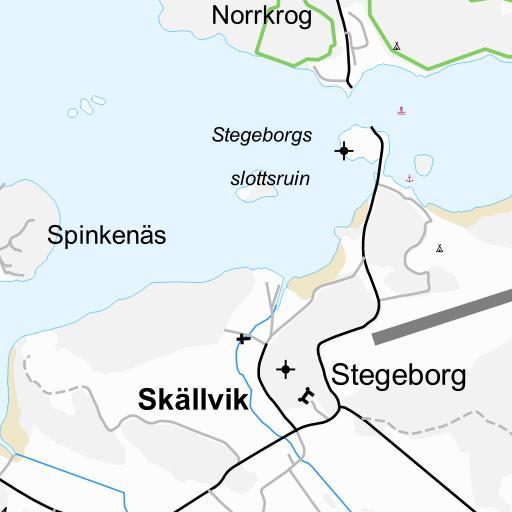 Norrkrog
Stegeborgs
slottsruin
Spinkenäs
Stegeborg
Skällvik